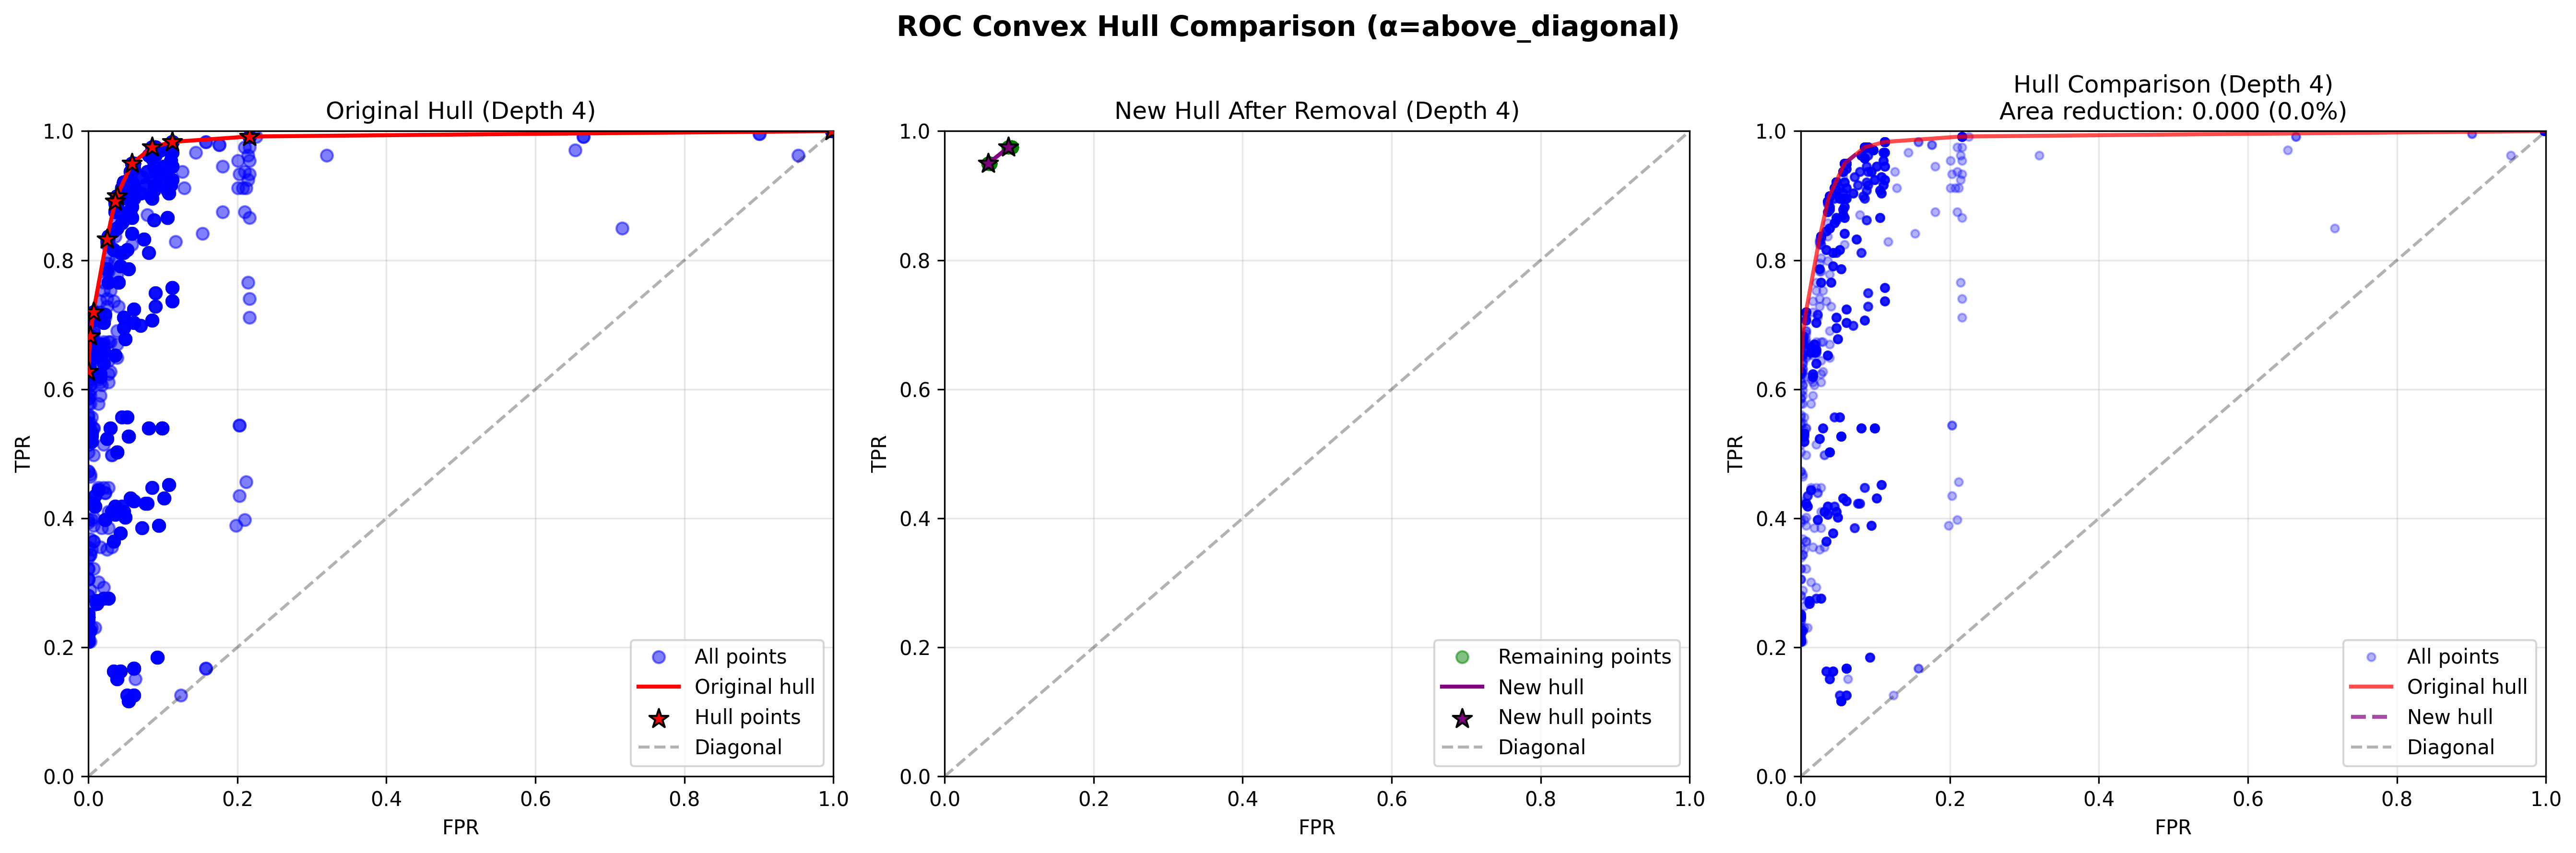 ROC Convex Hull Comparison (α=above_diagonal)
Original Hull (Depth 4)
1.0
0.8
0.6
0.4
0.2
0.0
TPR
0.0
0.2
0.4
0.6
0.8
1.0
FPR
All points
Original hull
Hull points
Diagonal
New Hull After Removal (Depth 4)
1.0
0.8
0.6
0.4
0.2
0.0
TPR
0.0
0.2
0.4
0.6
0.8
1.0
FPR
Remaining points
New hull
New hull points
Diagonal
Hull Comparison (Depth 4)
Area reduction: 0.000 (0.0%)
1.0
0.8
0.6
0.4
0.2
0.0
TPR
0.0
0.2
0.4
0.6
0.8
1.0
FPR
All points
Original hull
New hull
Diagonal